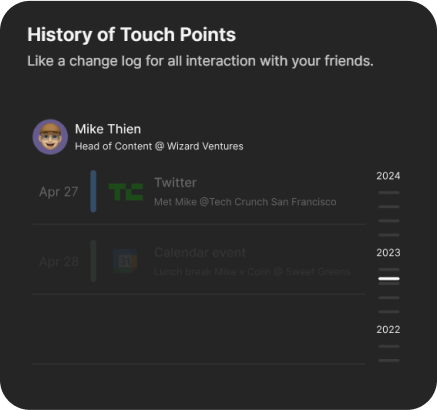 History of Touch Points
Like a change log for all interaction with your friends.
Mike Thien
Head of Content @ Wizard Ventures
2024
Apr 27
Twitter
Met Mike @Tech Crunch San Francisco
2023
Apr 28
31
Calendar event
Lunch break Mike x Colin @ Sweet Greens
2022